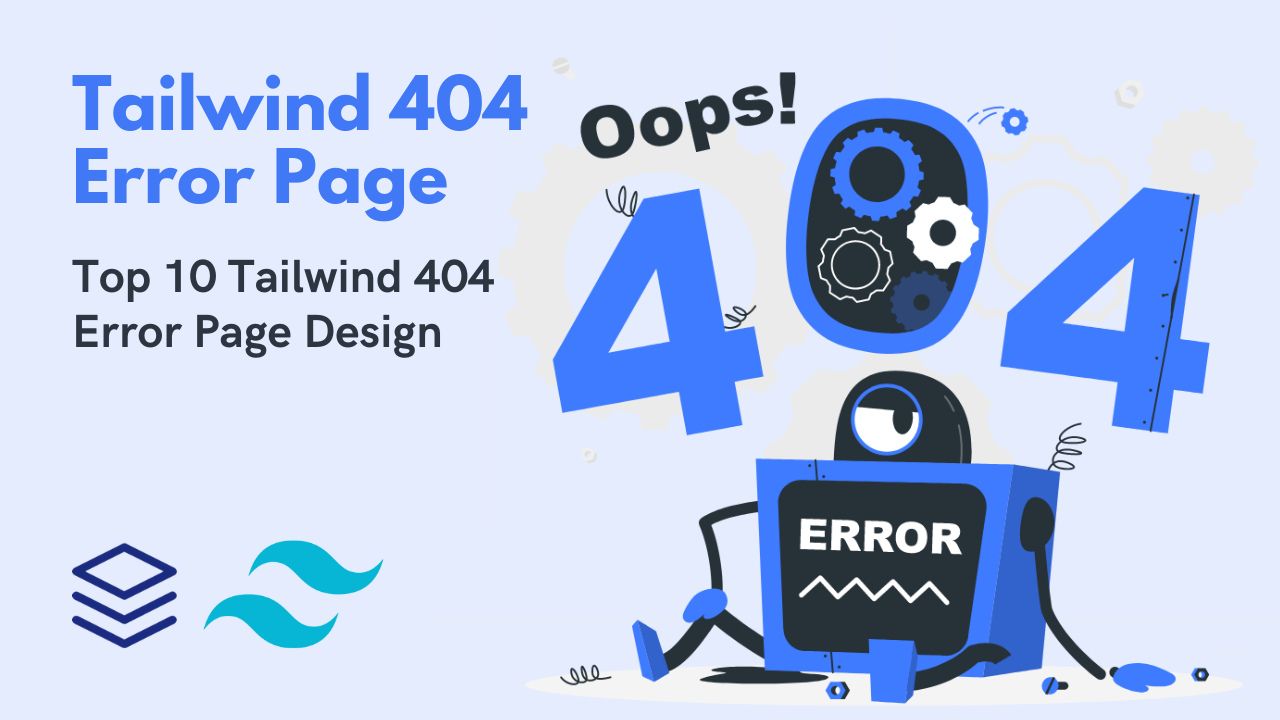 Tailwind 404
Error Page
Top 10 Tailwind 404
Error Page Design
Oops!
404
ERROR